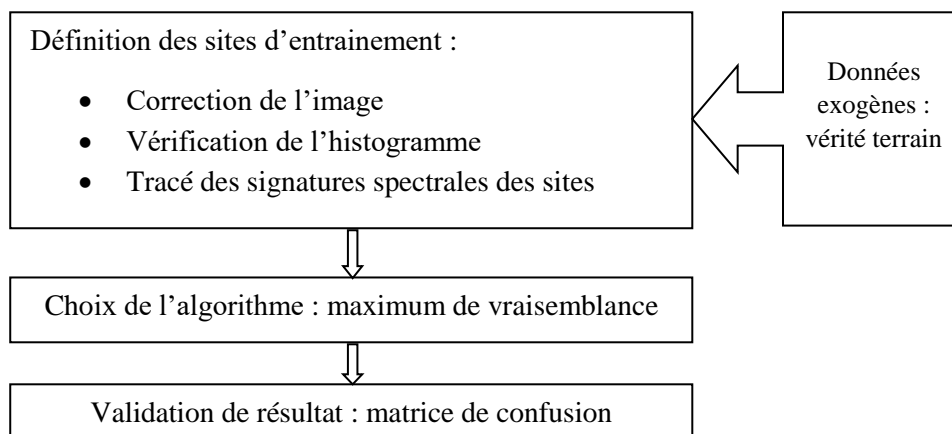 Définition des sites d’entrainement :
• Correction de l’image
• Vérification de l’histogramme
• Tracé des signatures spectrales des sites
Données
exogènes :
vérité terrain
Choix de l’algorithme : maximum de vraisemblance
Validation de résultat : matrice de confusion